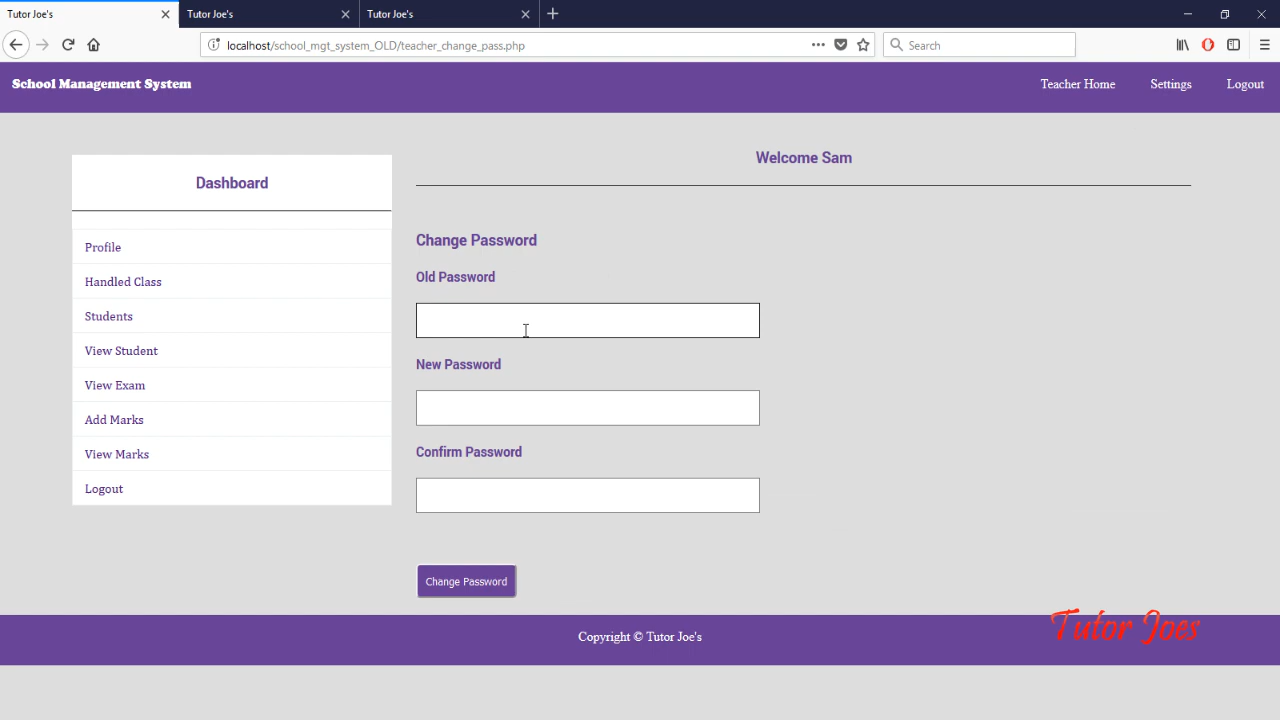 Tutor Joe's
Tutor Joe's
Tutor Joe's
localhost/school_mgt_system_OLD/teacher_change_pass.php
Search
School Management System
Teacher Home
Settings
Logout
Dashboard
Profile
Handled Class
Students
View Student
View Exam
Add Marks
View Marks
Logout
Welcome Sam
Change Password
Old Password
New Password
Confirm Password
Change Password
Copyright © Tutor Joe's
Tutor Joes